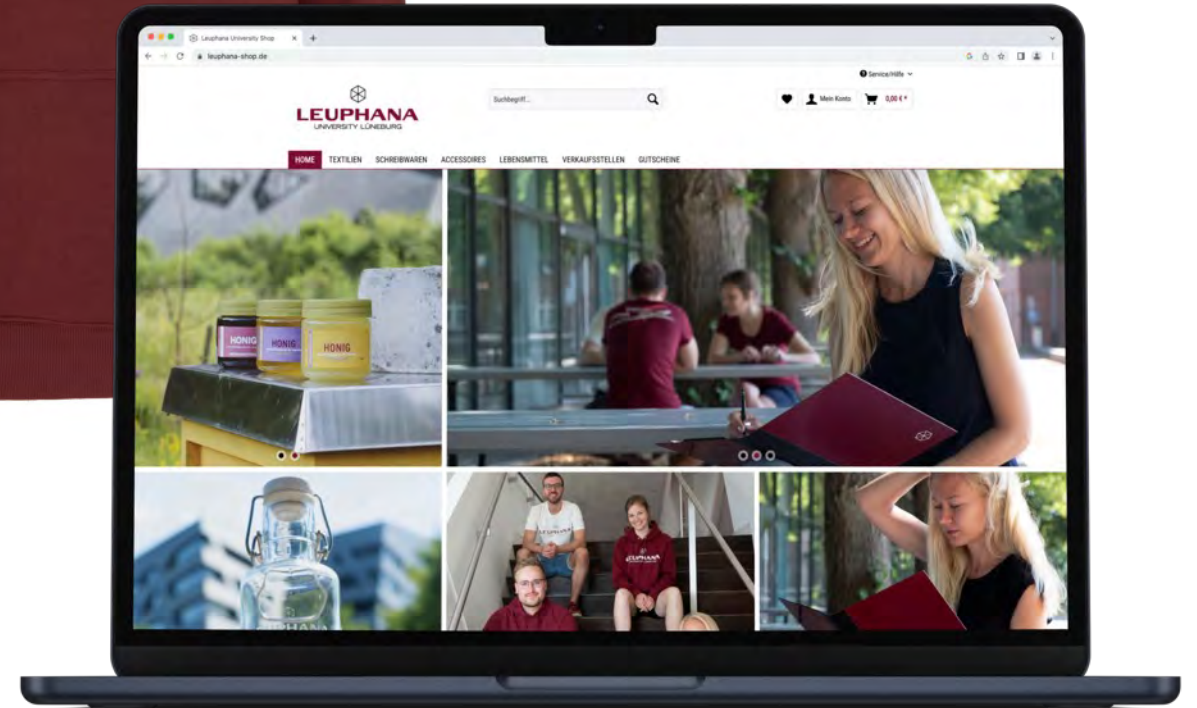 Leuphana University Shop
leuphana-shop.de
Service/Hilfe
LEUPHANA
UNIVERSITY LÜNEBURG
Suchbegriff...
Mein Konto
0,00 € *
HOME TEXTILIEN SCHREIBWAREN ACCESSOIRES LEBENSMITTEL VERKAUFSSTELLEN GUTSCHEINE
HONIG HONIG HONIG
LEUPHANA
LEUPHANA
LEUPHANA